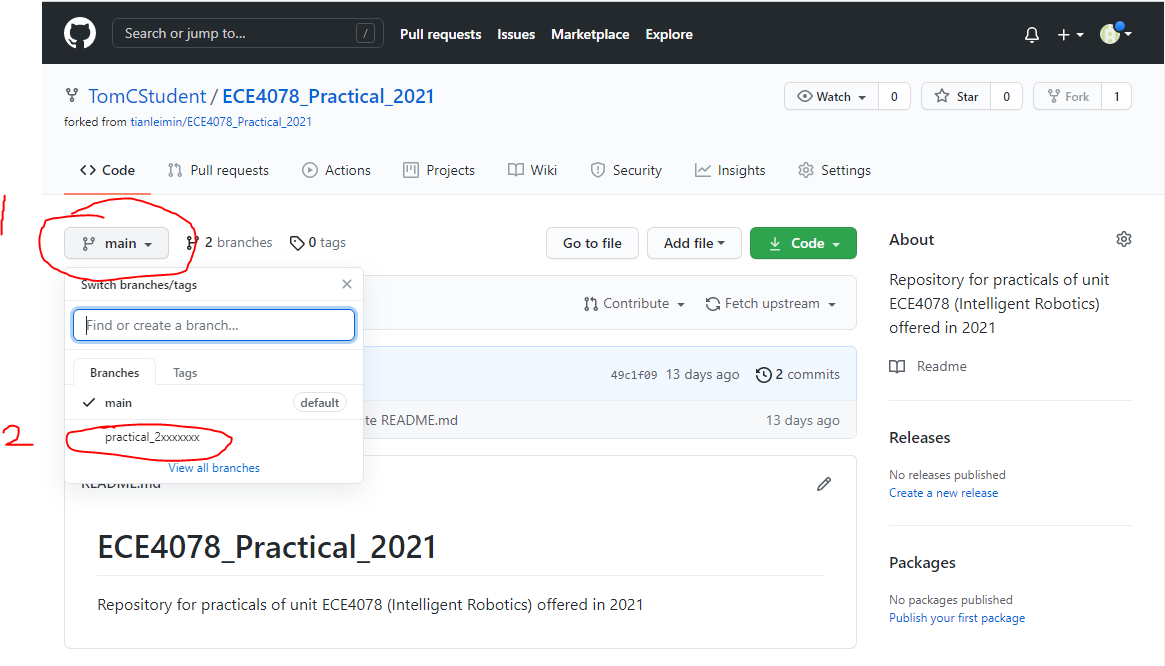 Search or jump to... / Pull requests Issues Marketplace Explore
TomCStudent / ECE4078_Practical_2021 Watch 0 Star 0 Fork 1
forked from tianleimin/ECE4078_Practical_2021
Code Pull requests Actions Projects Wiki Security Insights Settings
1
main 2 branches 0 tags Go to file Add file Code About
Switch branches/tags
Repository for practicals of unit
ECE4078 (Intelligent Robotics)
offered in 2021
Contribute Fetch upstream
Find or create a branch...
Readme
Branches Tags 49c1f09 13 days ago 2 commits
main default
te README.md 13 days ago
2 practical_2xxxxxxx
View all branches
Releases
No releases published
Create a new release
README.md
ECE4078_Practical_2021
Repository for practicals of unit ECE4078 (Intelligent Robotics) offered in 2021
Packages
No packages published
Publish your first package